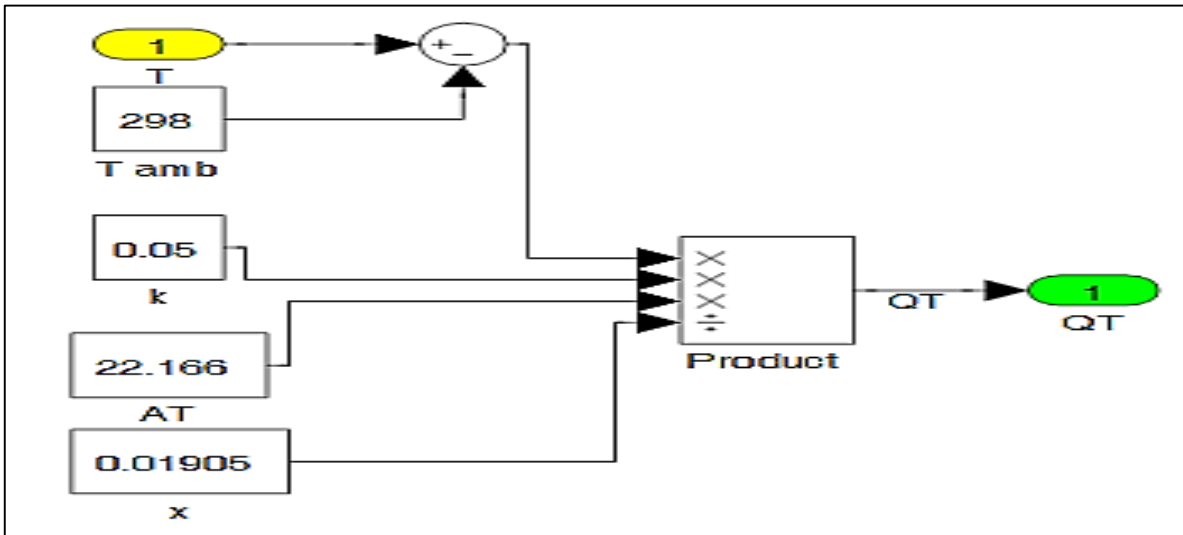 1
T
+
−
298
T amb
0.05
k
22.166
AT
0.01905
x
×
×
×
÷
Product
QT
1
QT